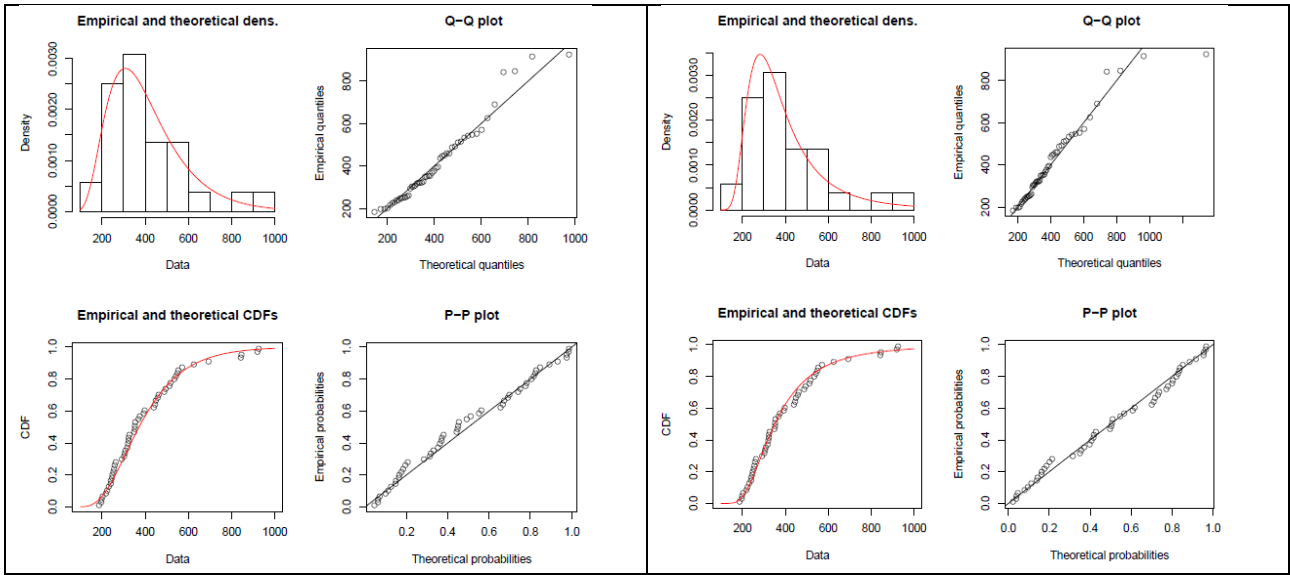 Empirical and theoretical dens.
Density
0.0000 0.0010 0.0020 0.0030
200 400 600 800 1000
Data
Q−Q plot
Empirical quantiles
200 400 600 800
200 400 600 800 1000
Theoretical quantiles
Empirical and theoretical CDFs
CDF
0.0 0.2 0.4 0.6 0.8 1.0
200 400 600 800 1000
Data
P−P plot
Empirical probabilities
0.0 0.2 0.4 0.6 0.8 1.0
0.2 0.4 0.6 0.8 1.0
Theoretical probabilities
Empirical and theoretical dens.
Density
0.0000 0.0010 0.0020 0.0030
200 400 600 800 1000
Data
Q−Q plot
Empirical quantiles
200 400 600 800
200 400 600 800 1000
Theoretical quantiles
Empirical and theoretical CDFs
CDF
0.0 0.2 0.4 0.6 0.8 1.0
200 400 600 800 1000
Data
P−P plot
Empirical probabilities
0.0 0.2 0.4 0.6 0.8 1.0
0.0 0.2 0.4 0.6 0.8 1.0
Theoretical probabilities